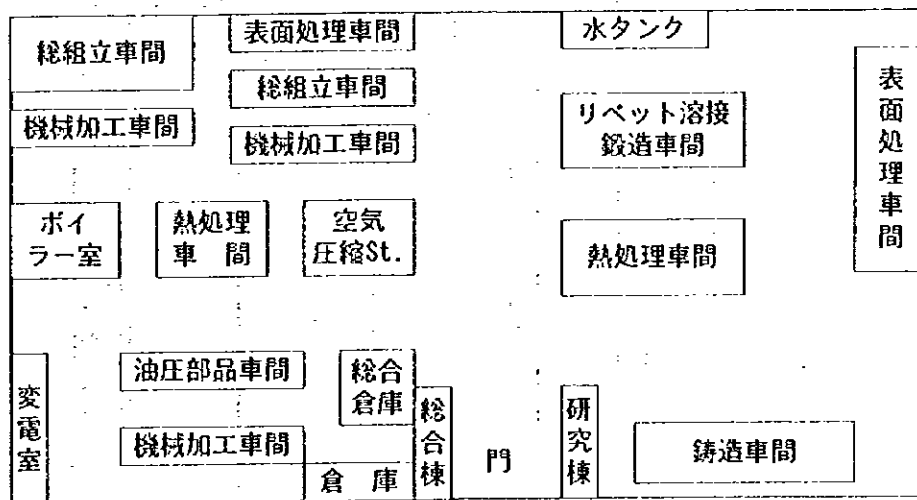 総組立車間
表面処理車間
水タンク
総組立車間
機械加工車間
機械加工車間
リベット溶接
鍛造車間
表面処理車間
ボイ
ラー室
熱処理
車間
空気
圧縮St.
熱処理車間
変電室
油圧部品車間
総合
倉庫
機械加工車間
倉庫
総合棟
門
研究棟
鋳造車間